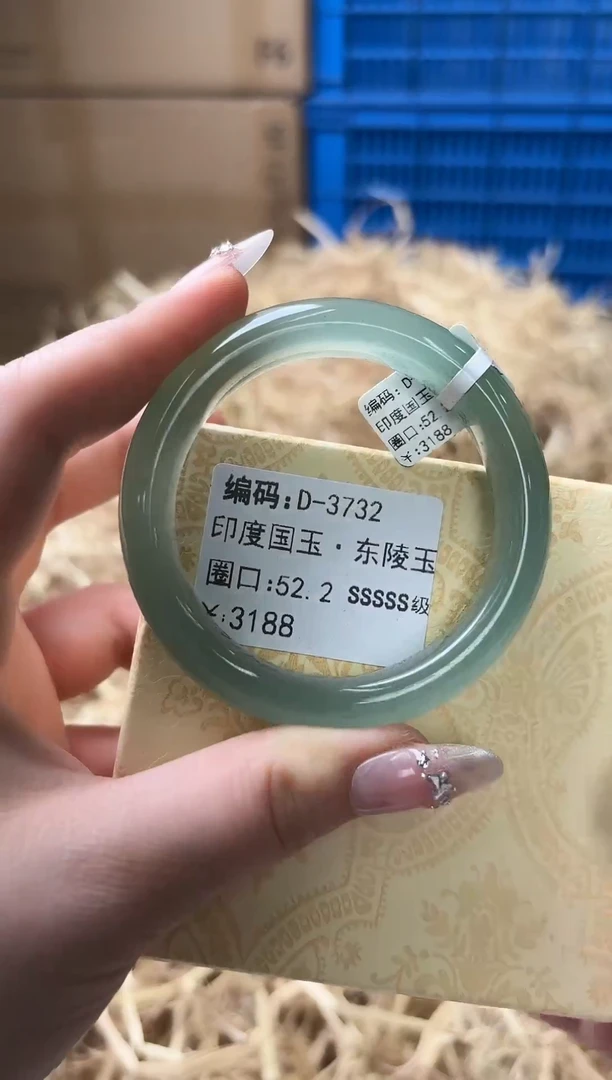 编码: D-
印度国玉
圈口:52.
:3188
编码:D-3732
印度国玉·东陵玉
圈口:52.2 SSSSS级
:3188